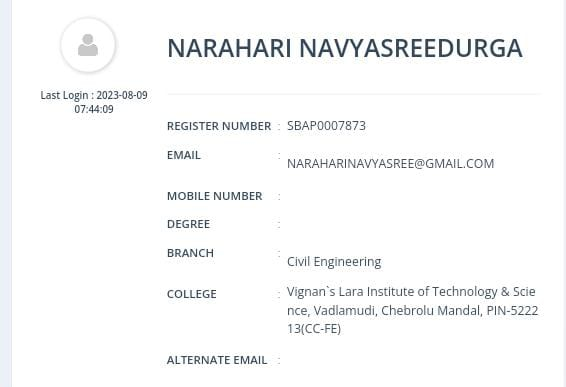 NARAHARI NAVYASREEDURGA
Last Login : 2023-08-09
07:44:09
REGISTER NUMBER : SBAP0007873
EMAIL : NARAHARINAVYASREE@GMAIL.COM
MOBILE NUMBER :
DEGREE :
BRANCH : Civil Engineering
COLLEGE : Vignan`s Lara Institute of Technology & Scie
nce, Vadlamudi, Chebrolu Mandal, PIN-5222
13(CC-FE)
ALTERNATE EMAIL :